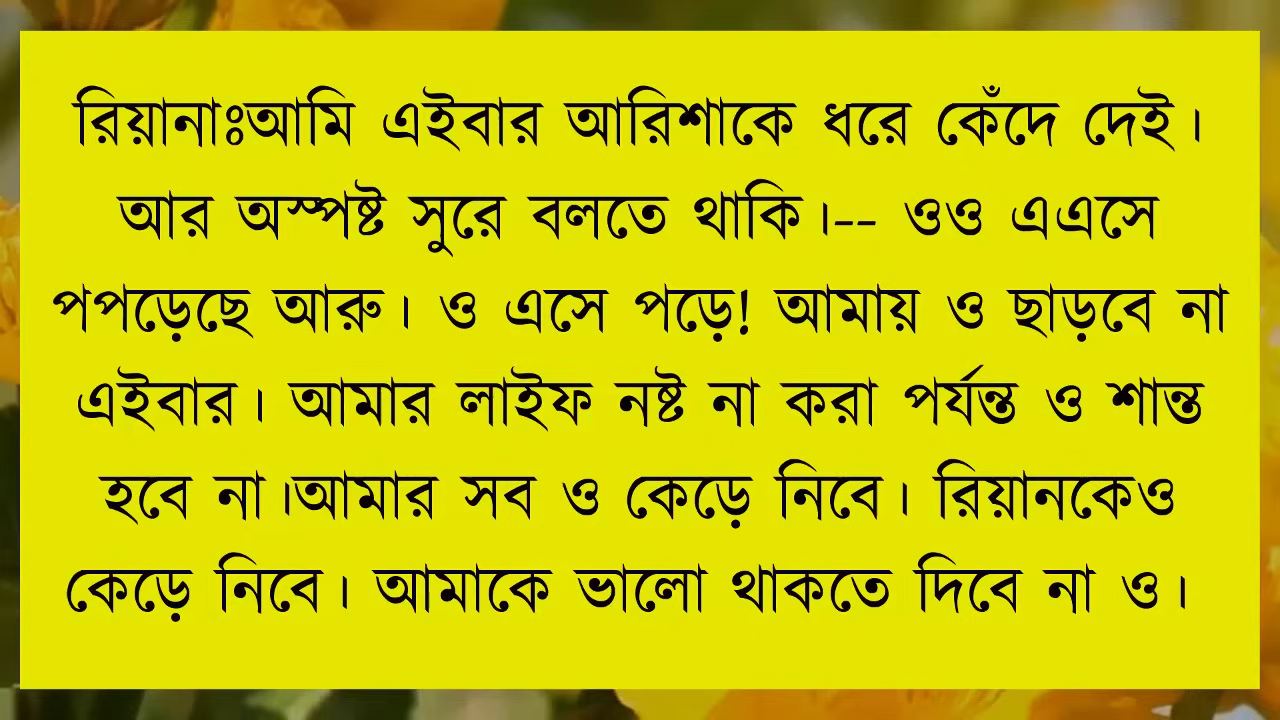 রিয়ানাঃআমি এইবার আরিশাকে ধরে কেঁদে দেই।
আর অস্পষ্ট সুরে বলতে থাকি।-- ওও এএসে
পপড়েছে আরু। ও এসে পড়ে! আমায় ও ছাড়বে না
এইবার। আমার লাইফ নষ্ট না করা পর্যন্ত ও শান্ত
হবে না।আমার সব ও কেড়ে নিবে। রিয়ানকেও
কেড়ে নিবে। আমাকে ভালো থাকতে দিবে না ও।